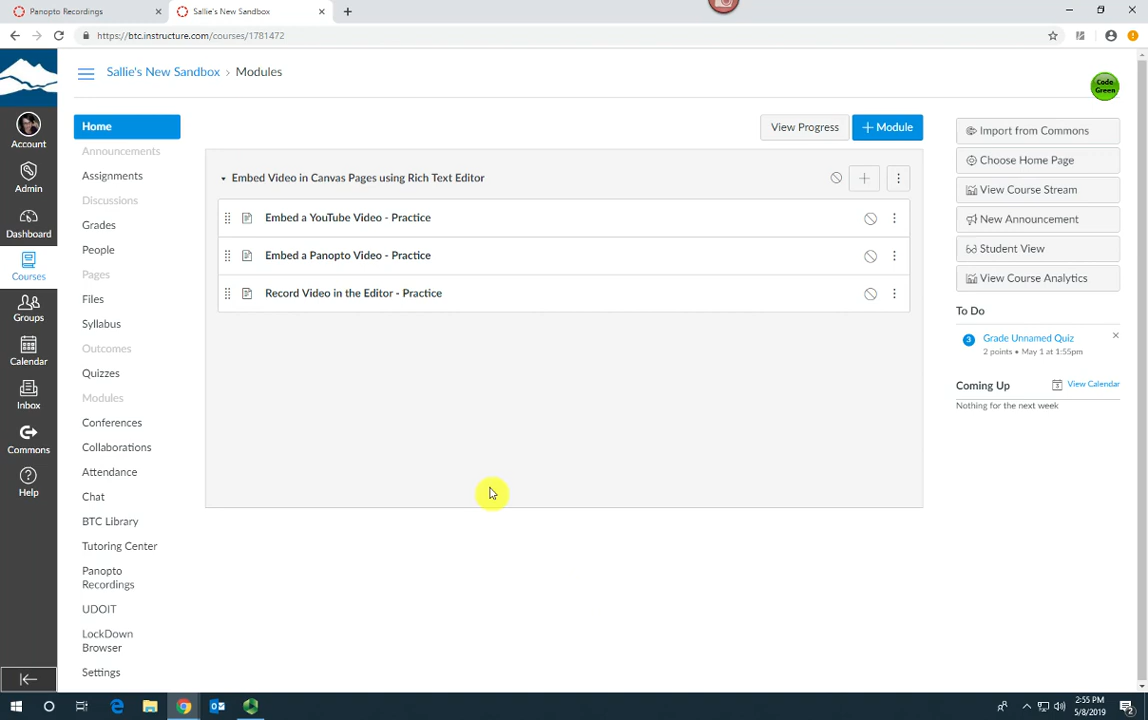 Panopto Recordings
Sallie's New Sandbox
https://btc.instructure.com/courses/1781472
Sallie's New Sandbox › Modules
Code
Green
Account
Admin
Dashboard
Courses
Groups
Calendar
Inbox
Commons
Help
Home
Announcements
Assignments
Discussions
Grades
People
Pages
Files
Syllabus
Outcomes
Quizzes
Modules
Conferences
Collaborations
Attendance
Chat
BTC Library
Tutoring Center
Panopto
Recordings
UDOIT
LockDown
Browser
Settings
View Progress
+ Module
Embed Video in Canvas Pages using Rich Text Editor
Embed a YouTube Video - Practice
Embed a Panopto Video - Practice
Record Video in the Editor - Practice
Import from Commons
Choose Home Page
View Course Stream
New Announcement
Student View
View Course Analytics
To Do
3 Grade Unnamed Quiz
2 points • May 1 at 1:55pm
Coming Up
View Calendar
Nothing for the next week
2:55 PM
5/8/2019
2